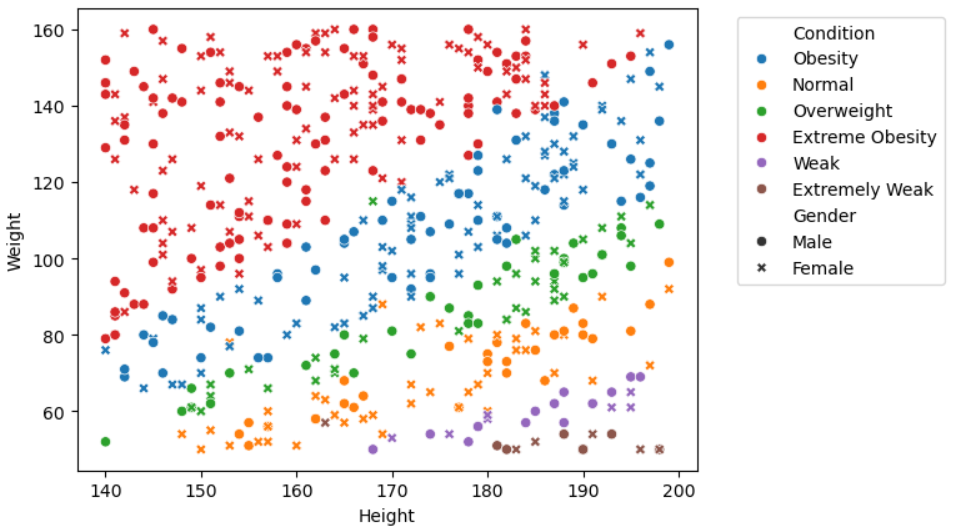 160
140
120
100
80
60
Weight
140
150
160
170
180
190
200
Height
Condition
Obesity
Normal
Overweight
Extreme Obesity
Weak
Extremely Weak
Gender
Male
Female